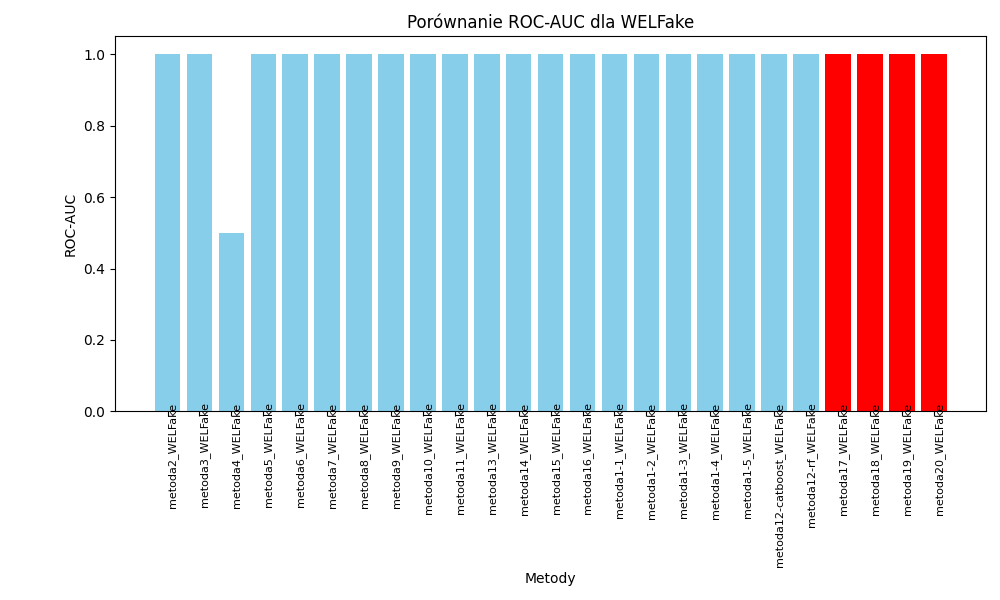 Porównanie ROC-AUC dla WELFake
ROC-AUC
1.0
0.8
0.6
0.4
0.2
0.0
metoda2_WELFake
metoda3_WELFake
metoda4_WELFake
metoda5_WELFake
metoda6_WELFake
metoda7_WELFake
metoda8_WELFake
metoda9_WELFake
metoda10_WELFake
metoda11_WELFake
metoda13_WELFake
metoda14_WELFake
metoda15_WELFake
metoda16_WELFake
metoda1-1_WELFake
metoda1-2_WELFake
metoda1-3_WELFake
metoda1-4_WELFake
metoda1-5_WELFake
metoda12-catboost_WELFake
metoda12-rf_WELFake
metoda17_WELFake
metoda18_WELFake
metoda19_WELFake
metoda20_WELFake
Metody